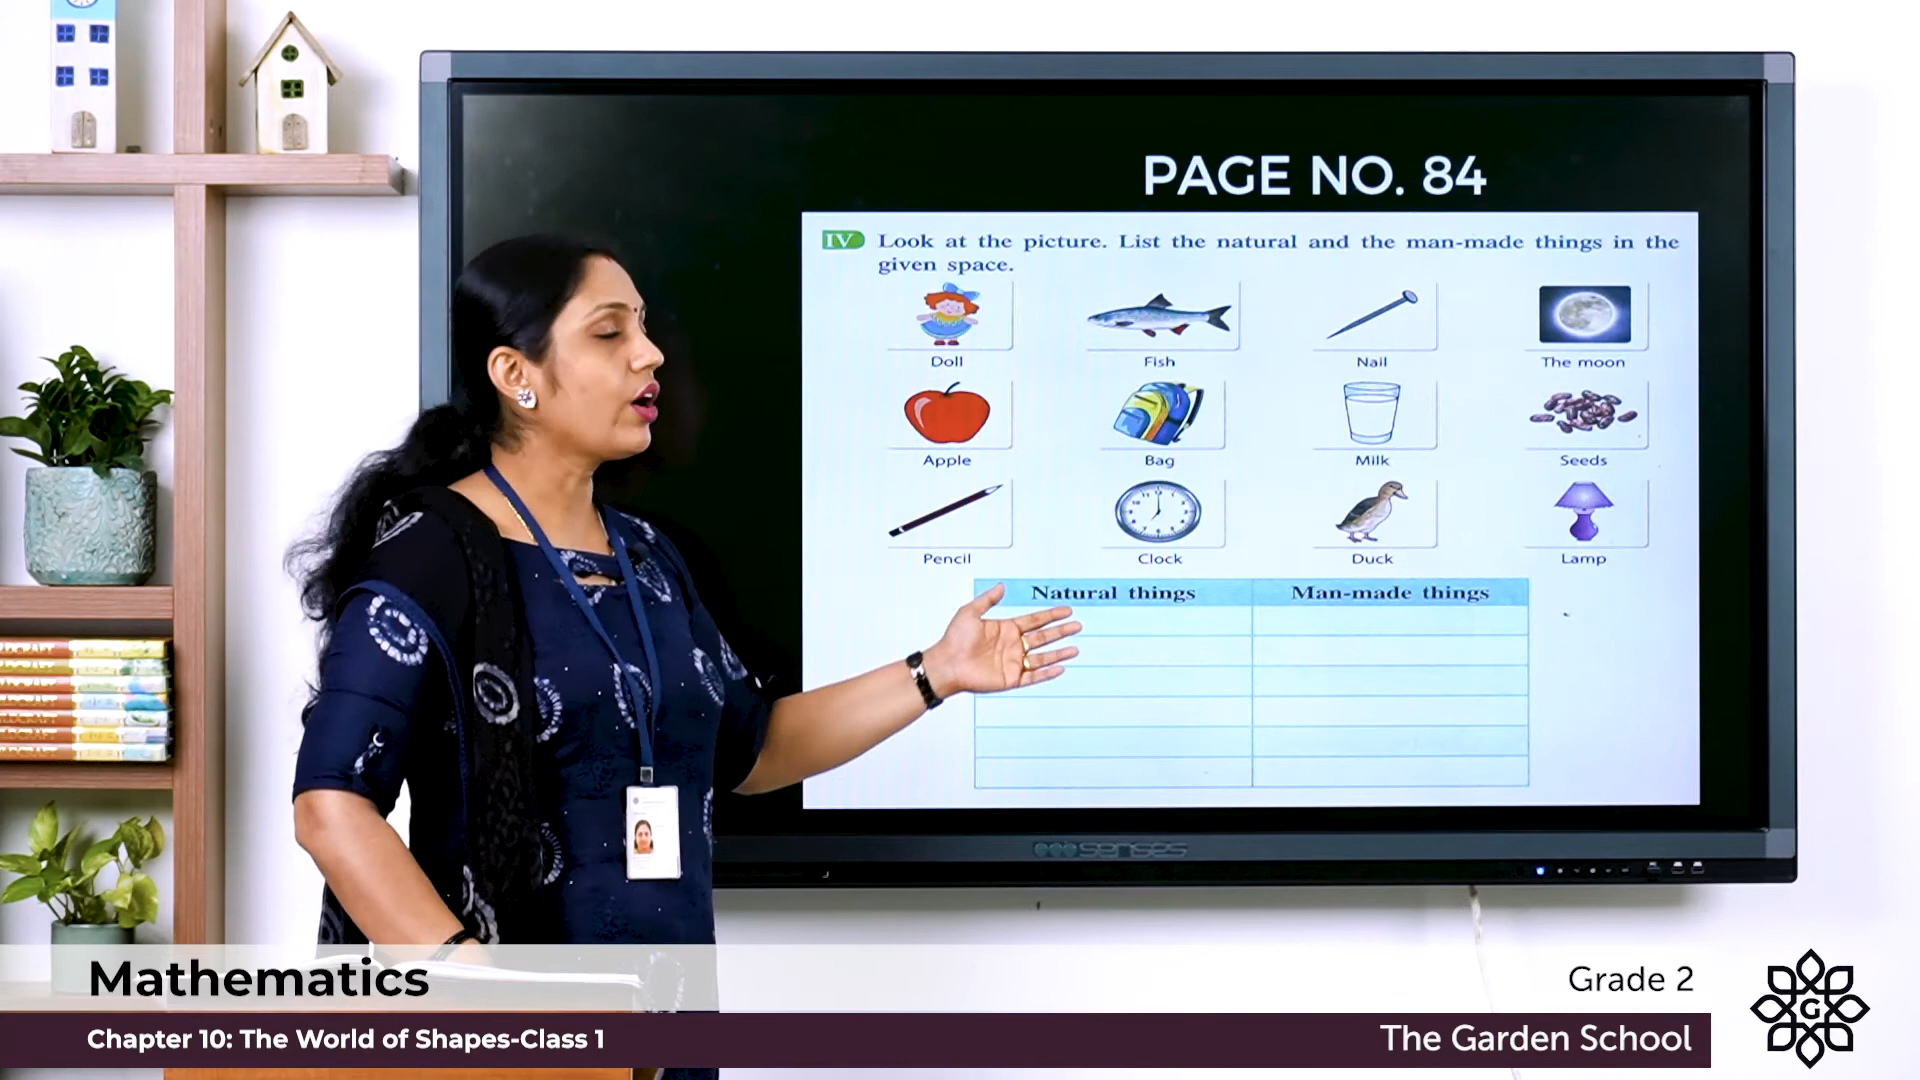 PAGE NO. 84
IV Look at the picture. List the natural and the man-made things in the
given space.
Doll Fish Nail The moon
Apple Bag Milk Seeds
Pencil Clock Duck Lamp
Natural things Man-made things
Mathematics
Grade 2
Chapter 10: The World of Shapes-Class 1
The Garden School
G